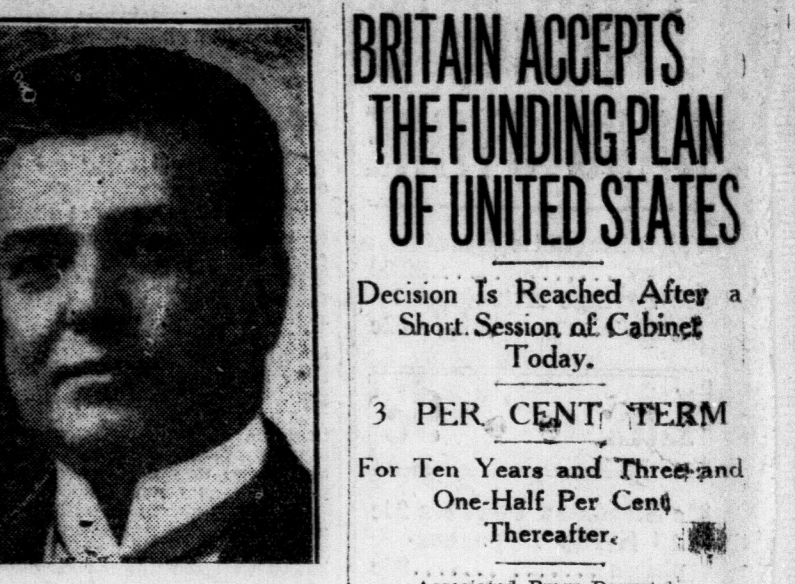 BRITAIN ACCEPTS
THE FUNDING PLAN
OF UNITED STATES
Decision Is Reached After a
Short Session of Cabinet
Today.
3 PER CENT TERM
For Ten Years and Three and
One-Half Per Cent
Thereafter.